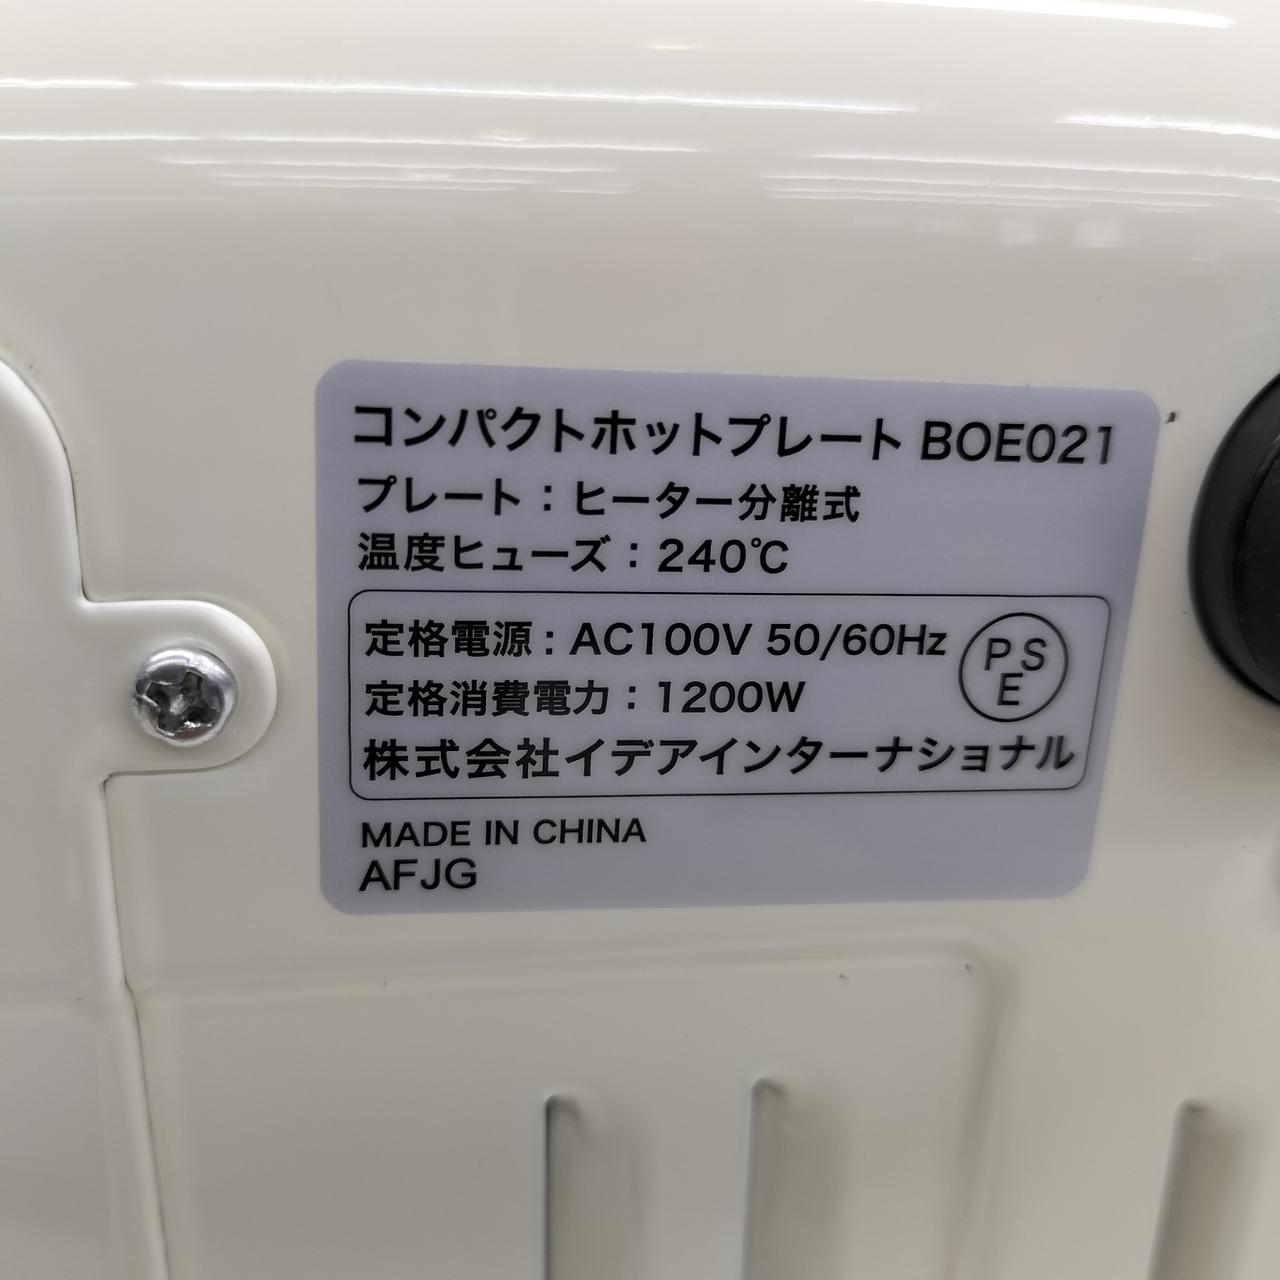 コンパクトホットプレート BOE021
プレート：ヒーター分離式
温度ヒューズ：240℃
定格電源：AC100V 50/60Hz
定格消費電力：1200W
PSE
株式会社イデアインターナショナル
MADE IN CHINA
AFJG